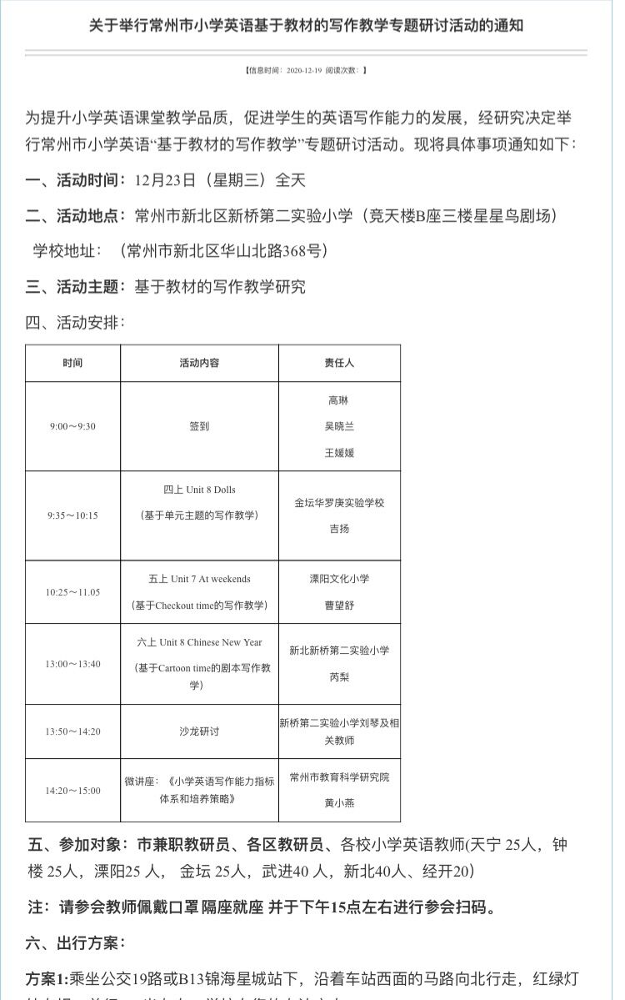 关于举行常州市小学英语基于教材的写作教学专题研讨活动的通知
【信息时间：2020-12-19 阅读次数：】
为提升小学英语课堂教学品质，促进学生的英语写作能力的发展，经研究决定举
行常州市小学英语“基于教材的写作教学”专题研讨活动。现将具体事项通知如下：
一、活动时间：12月23日（星期三）全天
二、活动地点：常州市新北区新桥第二实验小学（竞天楼B座三楼星星鸟剧场）
学校地址：（常州市新北区华山北路368号）
三、活动主题：基于教材的写作教学研究
四、活动安排：
时间 活动内容 责任人
9:00～9:30 签到 高琳
吴晓兰
王媛媛
9:35～10:15 四上 Unit 8 Dolls
（基于单元主题的写作教学）
金坛华罗庚实验学校
吉扬
10:25～11.05 五上 Unit 7 At weekends
（基于Checkout time的写作教学）
溧阳文化小学
曹望舒
13:00～13:40 六上 Unit 8 Chinese New Year
（基于Cartoon time的剧本写作教
学）
新北新桥第二实验小学
芮梨
13:50～14:20 沙龙研讨 新桥第二实验小学刘琴及相
关教师
14:20～15:00 微讲座：《小学英语写作能力指标
体系和培养策略》
常州市教育科学研究院
黄小燕
五、参加对象：市兼职教研员、各区教研员、各校小学英语教师(天宁 25人，钟
楼 25人，溧阳25 人， 金坛 25人，武进40 人，新北40人、经开20）
注：请参会教师佩戴口罩 隔座就座 并于下午15点左右进行参会扫码。
六、出行方案：
方案1:乘坐公交19路或B13锦海星城站下，沿着车站西面的马路向北行走，红绿灯